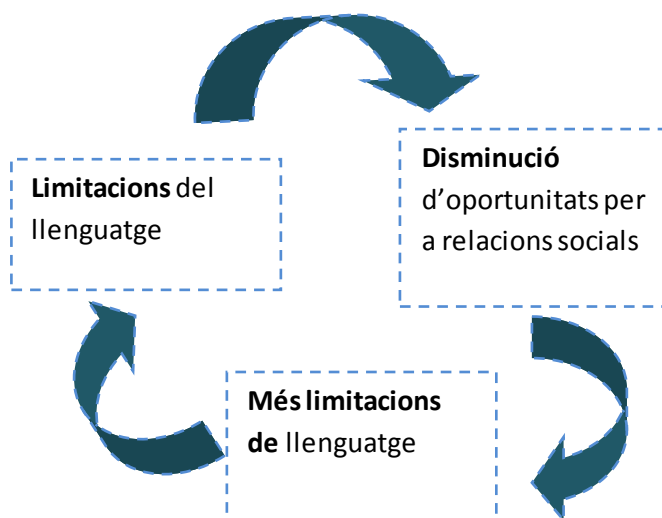 Limitacions del
llenguatge
Disminució
d’oportunitats per
a relacions socials
Més limitacions
de llenguatge